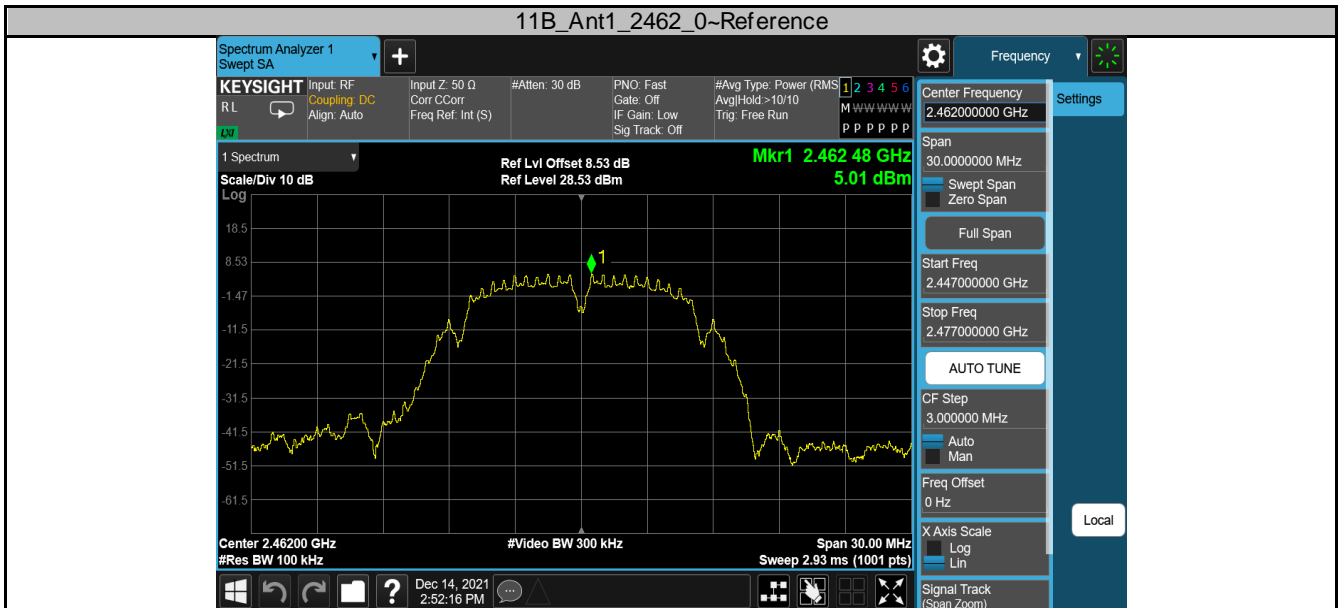 11B_Ant1_2462_0~Reference
Spectrum Analyzer 1
Swept SA
Frequency
KEYSIGHT
R L
LXI
Input: RF
Coupling: DC
Align: Auto
Input Z: 50 Ω
Corr CCorr
Freq Ref: Int (S)
#Atten: 30 dB
PNO: Fast
Gate: Off
IF Gain: Low
Sig Track: Off
#Avg Type: Power (RMS
Avg|Hold:>10/10
Trig: Free Run
1 2 3 4 5 6
M W W W W W
P P P P P P
1 Spectrum
Scale/Div 10 dB
Log
Ref Lvl Offset 8.53 dB
Ref Level 28.53 dBm
Mkr1 2.462 48 GHz
5.01 dBm
18.5
8.53
-1.47
-11.5
-21.5
-31.5
-41.5
-51.5
-61.5
1
Center 2.46200 GHz
#Res BW 100 kHz
#Video BW 300 kHz
Span 30.00 MHz
Sweep 2.93 ms (1001 pts)
Dec 14, 2021
2:52:16 PM
Center Frequency
2.462000000 GHz
Span
30.0000000 MHz
Swept Span
Zero Span
Full Span
Start Freq
2.447000000 GHz
Stop Freq
2.477000000 GHz
AUTO TUNE
CF Step
3.000000 MHz
Auto
Man
Freq Offset
0 Hz
X Axis Scale
Log
Lin
Signal Track
(Span Zoom)
Settings
Local